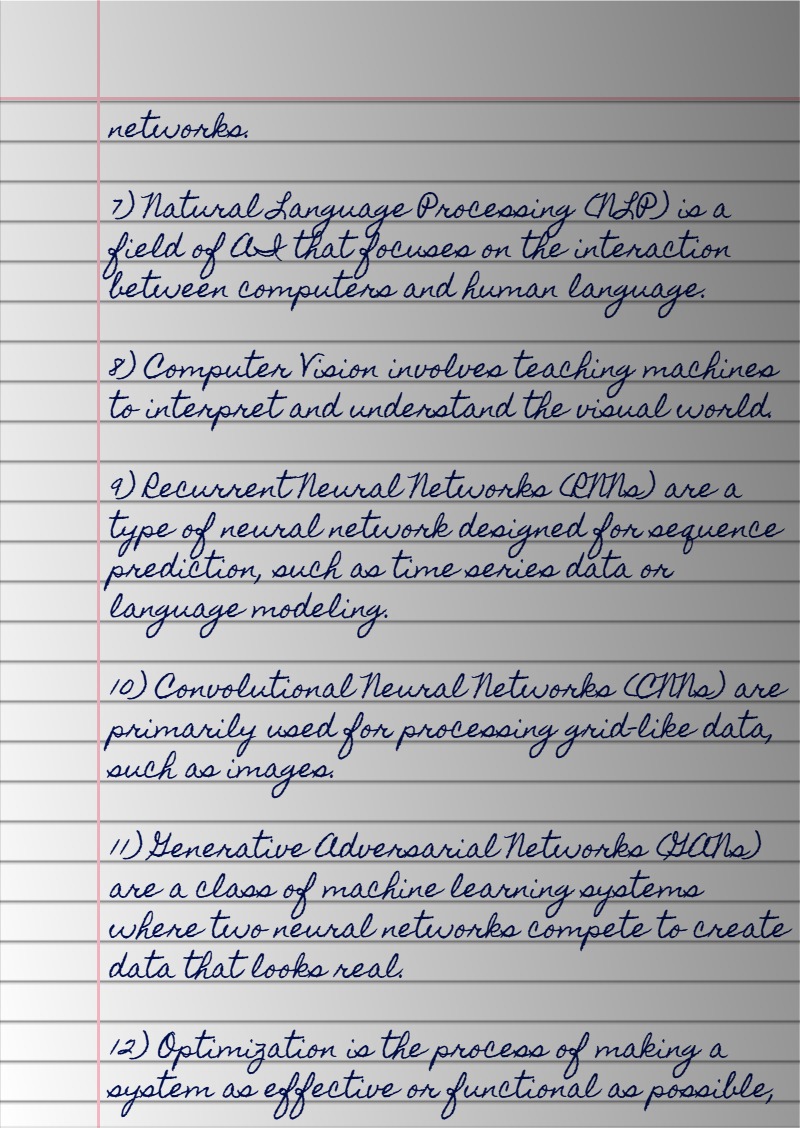 networks.
7) Natural Language Processing (NLP) is a
field of AI that focuses on the interaction
between computers and human language.
8) Computer Vision involves teaching machines
to interpret and understand the visual world.
9) Recurrent Neural Networks (RNNs) are a
type of neural network designed for sequence
prediction, such as time series data or
language modeling.
10) Convolutional Neural Networks (CNNs) are
primarily used for processing grid-like data,
such as images.
11) Generative Adversarial Networks (GANs)
are a class of machine learning systems
where two neural networks compete to create
data that looks real.
12) Optimization is the process of making a
system as effective or functional as possible,